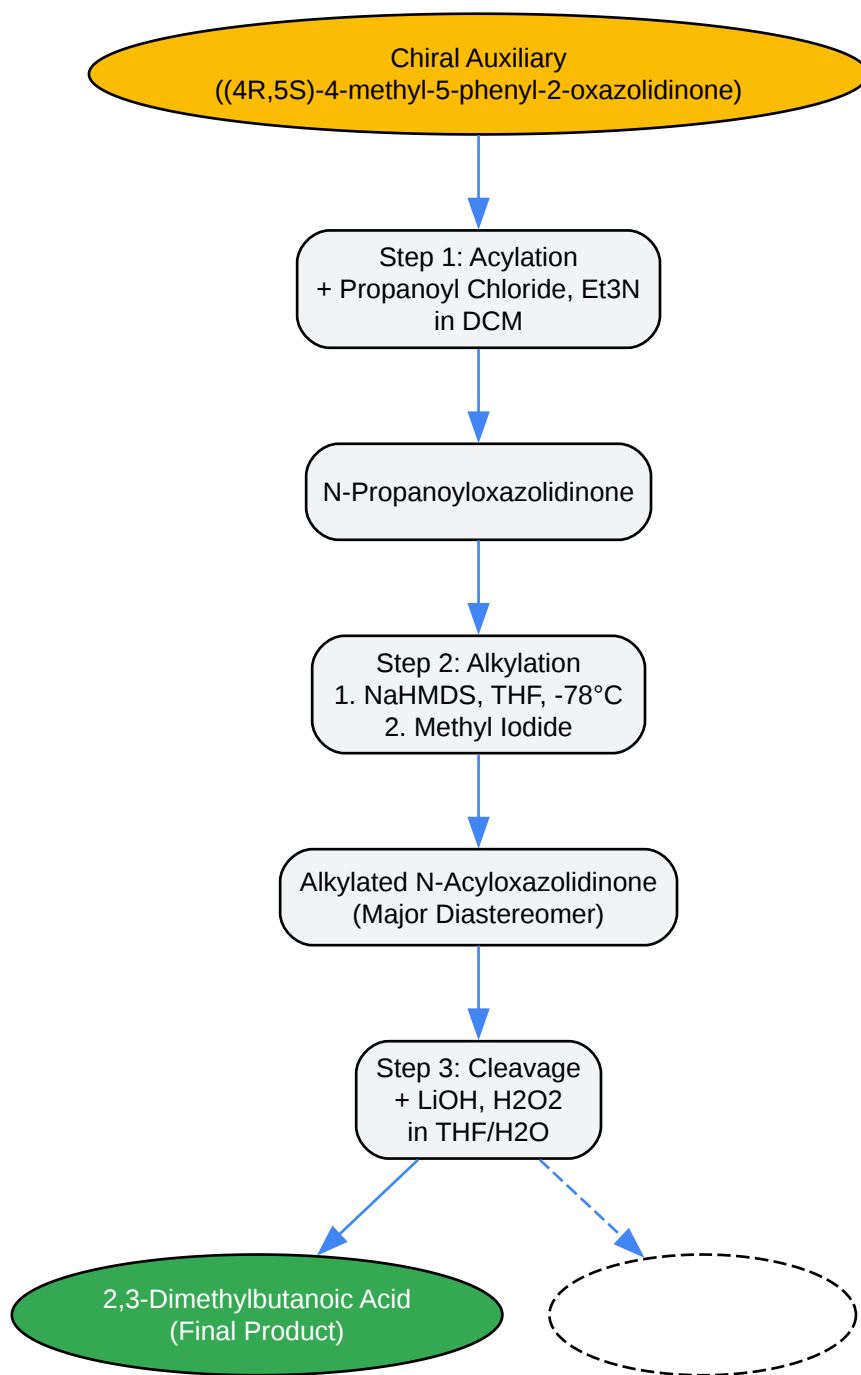 Chiral Auxiliary
((4R,5S)-4-methyl-5-phenyl-2-oxazolidinone)
Step 1: Acylation
+ Propanoyl Chloride, Et3N
in DCM
N-Propanoyloxazolidinone
Step 2: Alkylation
1. NaHMDS, THF, -78°C
2. Methyl Iodide
Alkylated N-Acyloxazolidinone
(Major Diastereomer)
Step 3: Cleavage
+ LiOH, H2O2
in THF/H2O
2,3-Dimethylbutanoic Acid
(Final Product)